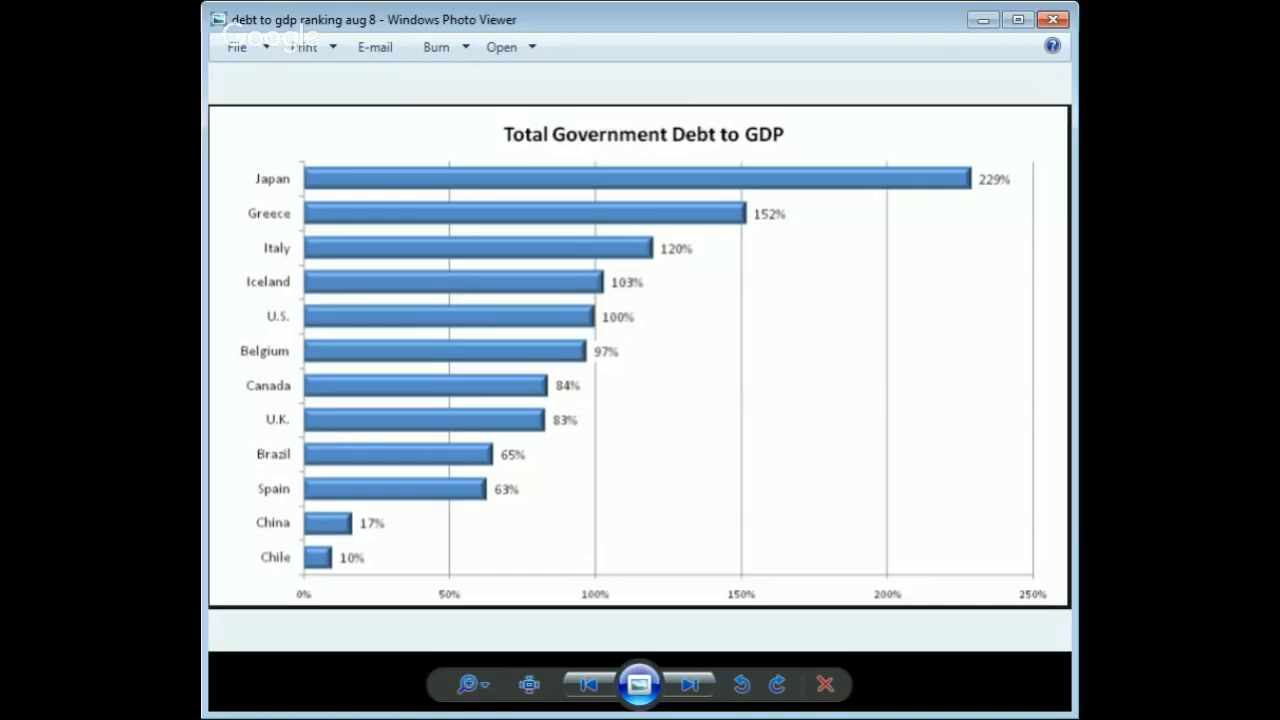 debt to gdp ranking aug 8 - Windows Photo Viewer
Google
File Print E-mail Burn Open
Total Government Debt to GDP
Japan 229%
Greece 152%
Italy 120%
Iceland 103%
U.S. 100%
Belgium 97%
Canada 84%
U.K. 83%
Brazil 65%
Spain 63%
China 17%
Chile 10%
0% 50% 100% 150% 200% 250%